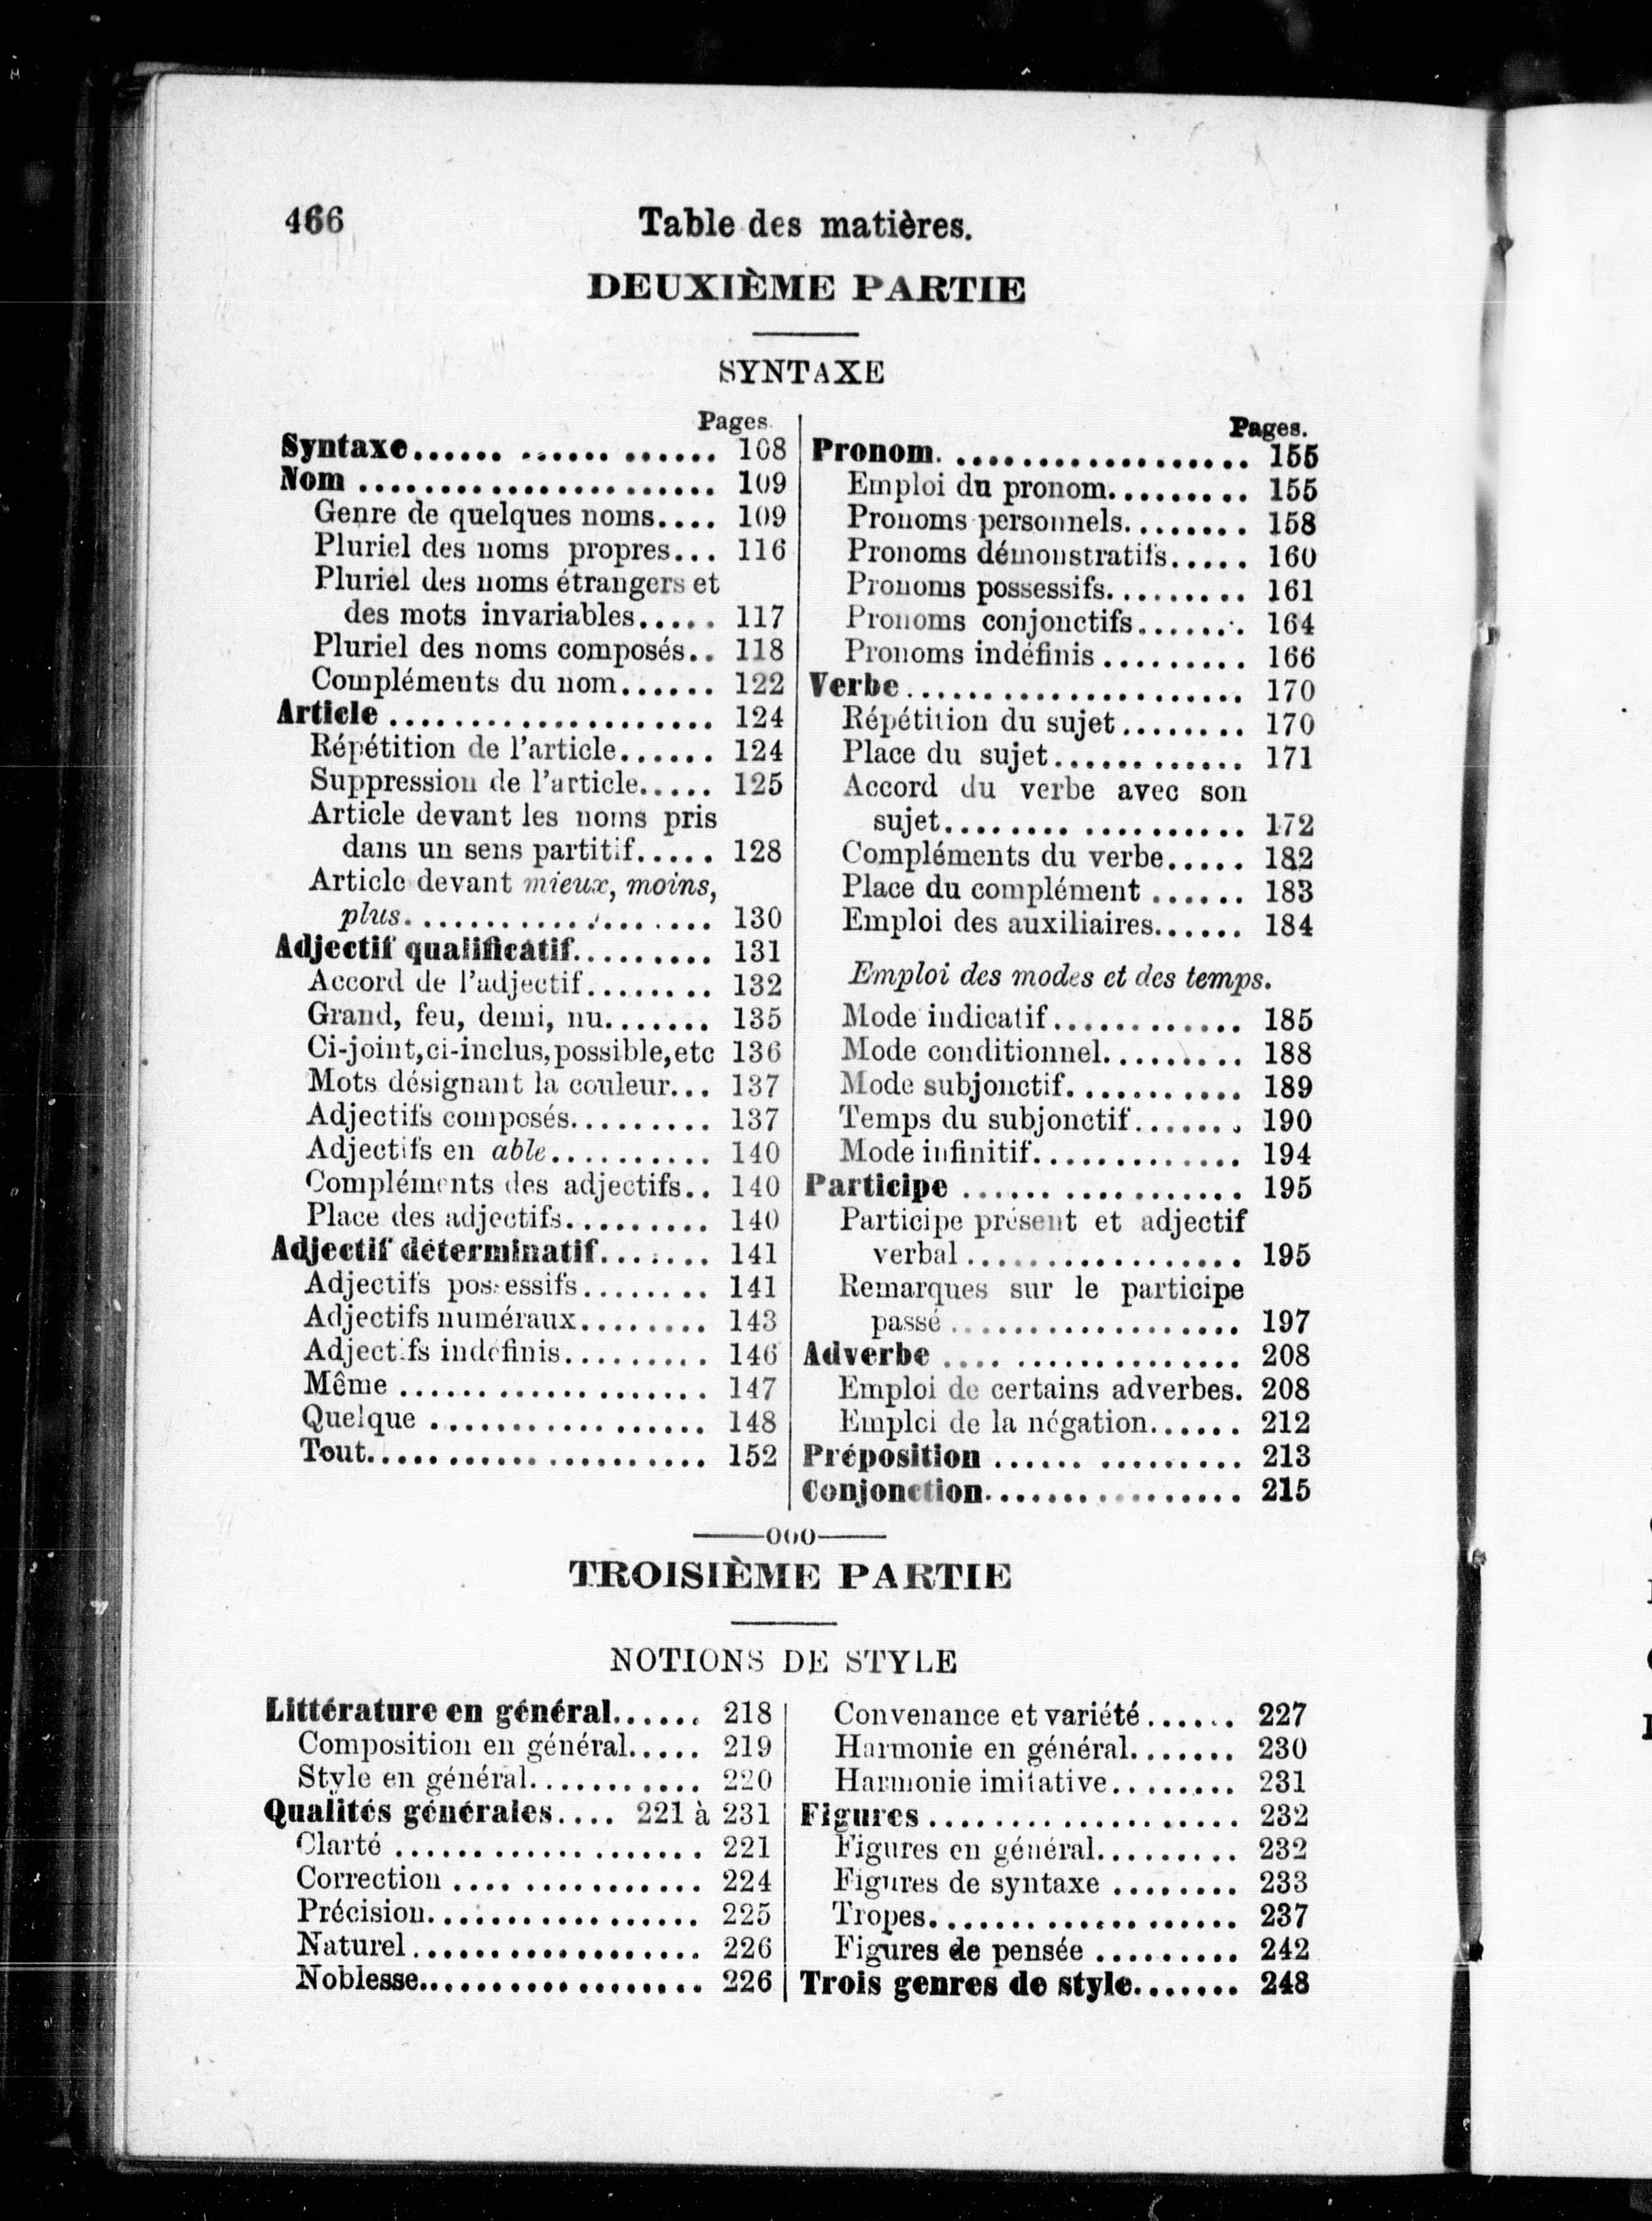 466
Table des matières.
DEUXIÈME PARTIE
SYNTAXE
Pages.
Syntaxe...... ...... ...... 108
Nom ...................... 109
Genre de quelques noms.... 109
Pluriel des noms propres... 116
Pluriel des noms étrangers et
des mots invariables..... 117
Pluriel des noms composés.. 118
Compléments du nom...... 122
Article .................... 124
Répétition de l'article...... 124
Suppression de l'article..... 125
Article devant les noms pris
dans un sens partitif..... 128
Article devant mieux, moins,
plus................... 130
Adjectif qualificatif......... 131
Accord de l'adjectif........ 132
Grand, feu, demi, nu....... 135
Ci-joint,ci-inclus,possible,etc 136
Mots désignant la couleur... 137
Adjectifs composés......... 137
Adjectifs en able.......... 140
Compléments des adjectifs.. 140
Place des adjectifs......... 140
Adjectif déterminatif....... 141
Adjectifs possessifs........ 141
Adjectifs numéraux........ 143
Adjectifs indéfinis......... 146
Même .................... 147
Quelque .................. 148
Tout..................... 152
Pages.
Pronom. .................. 155
Emploi du pronom......... 155
Pronoms personnels........ 158
Pronoms démonstratifs..... 160
Pronoms possessifs......... 161
Pronoms conjonctifs....... 164
Pronoms indéfinis ......... 166
Verbe...................... 170
Répétition du sujet........ 170
Place du sujet............ 171
Accord du verbe avec son
sujet........ .......... 172
Compléments du verbe..... 182
Place du complément ...... 183
Emploi des auxiliaires...... 184
Emploi des modes et des temps.
Mode indicatif............ 185
Mode conditionnel......... 188
Mode subjonctif........... 189
Temps du subjonctif....... 190
Mode infinitif............. 194
Participe ...... ........... 195
Participe présent et adjectif
verbal .................. 195
Remarques sur le participe
passé ................... 197
Adverbe .... .............. 208
Emploi de certains adverbes. 208
Emploi de la négation...... 212
Préposition ...... ......... 213
Conjonction................ 215
ooo
TROISIÈME PARTIE
NOTIONS DE STYLE
Littérature en général...... 218
Composition en général..... 219
Style en général........... 220
Qualités générales.... 221 à 231
Clarté .................... 221
Correction .... ............ 224
Précision................. 225
Naturel................... 226
Noblesse.................. 226
Convenance et variété...... 227
Harmonie en général....... 230
Harmonie imitative........ 231
Figures .................... 232
Figures en général......... 232
Figures de syntaxe ........ 233
Tropes.................... 237
Figures de pensée ......... 242
Trois genres de style....... 248